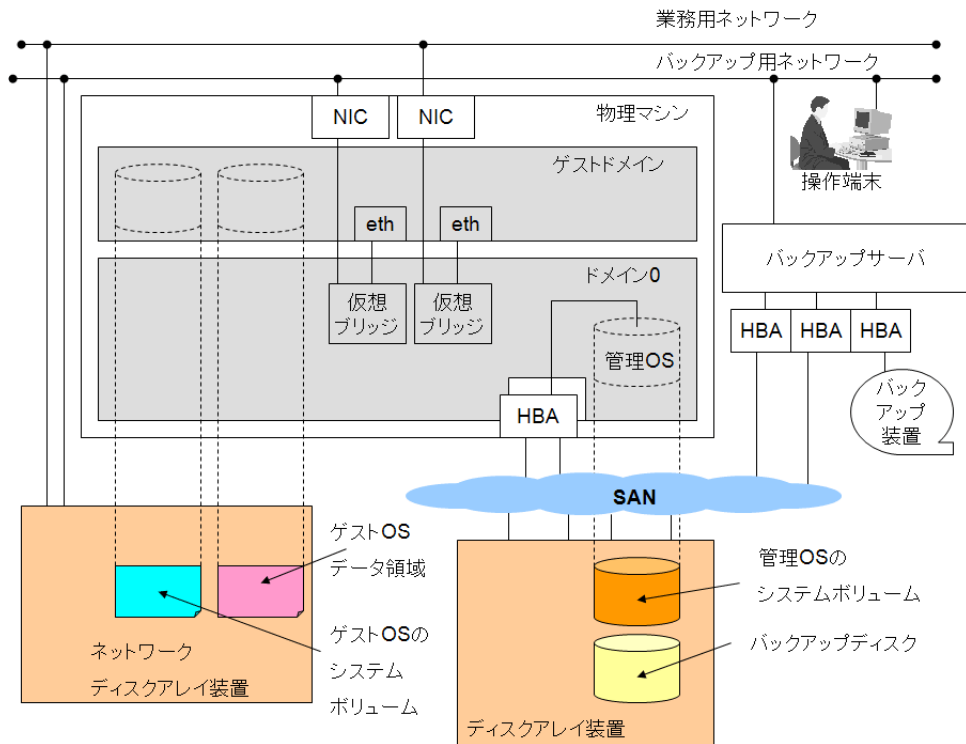 業務用ネットワーク
バックアップ用ネットワーク
NIC
NIC
物理マシン
ゲストドメイン
操作端末
eth
eth
バックアップサーバ
ドメイン0
仮想
ブリッジ
仮想
ブリッジ
管理OS
HBA
HBA
HBA
HBA
バック
アップ
装置
SAN
ゲストOS
データ領域
管理OSの
システムボリューム
ゲストOSの
システム
ボリューム
バックアップディスク
ネットワーク
ディスクアレイ装置
ディスクアレイ装置